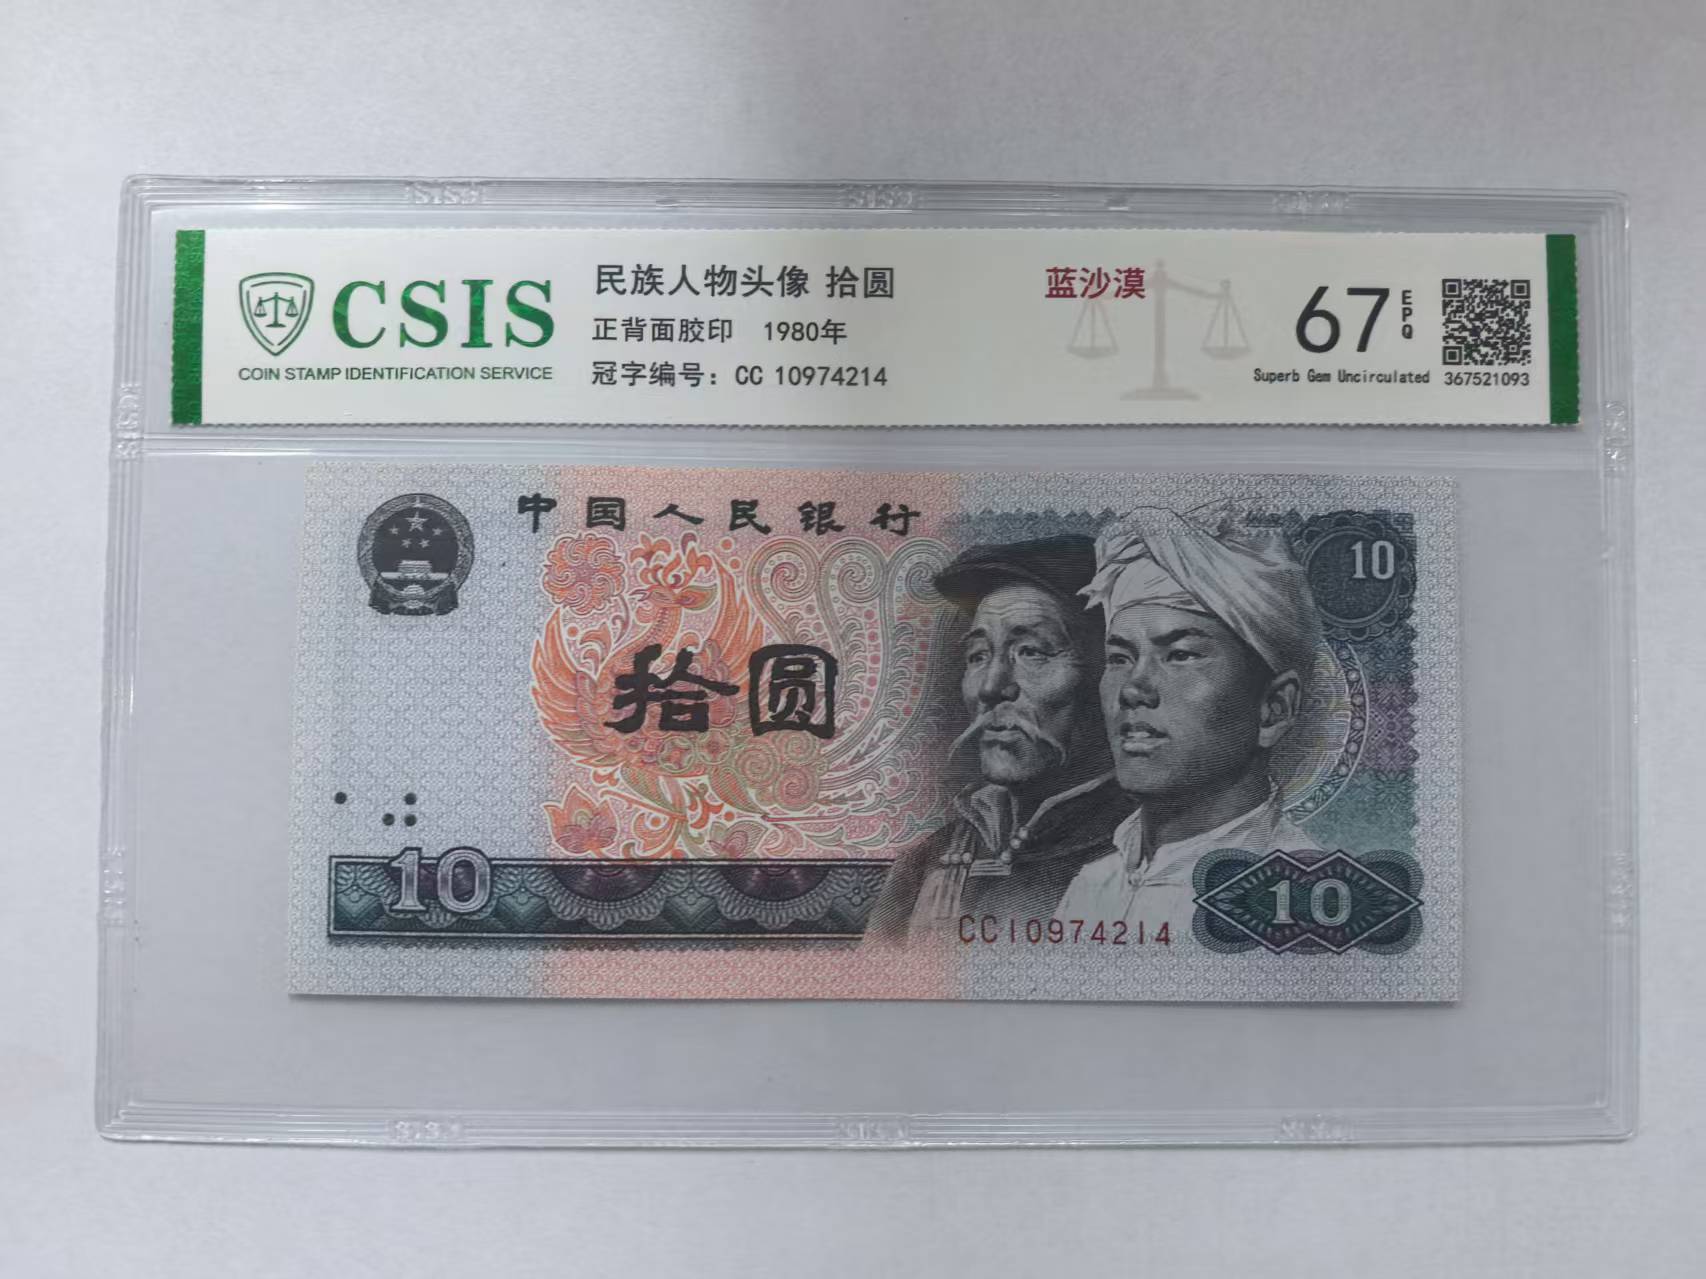 CSIS
COIN STAMP IDENTIFICATION SERVICE
民族人物头像 拾圆
正背面胶印 1980年
冠字编号：CC 10974214
蓝沙漠
67 EPQ
Superb Gem Uncirculated
367521093
中国人民银行
10
拾圆
10
CC10974214
10